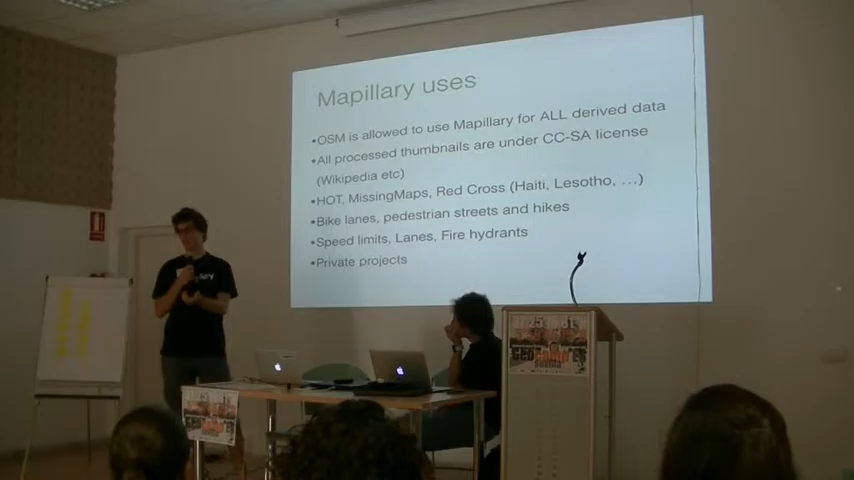 Mapillary uses
•OSM is allowed to use Mapillary for ALL derived data
•All processed thumbnails are under CC-SA license
(Wikipedia etc)
•HOT, MissingMaps, Red Cross (Haiti, Lesotho, …)
•Bike lanes, pedestrian streets and hikes
•Speed limits, Lanes, Fire hydrants
•Private projects